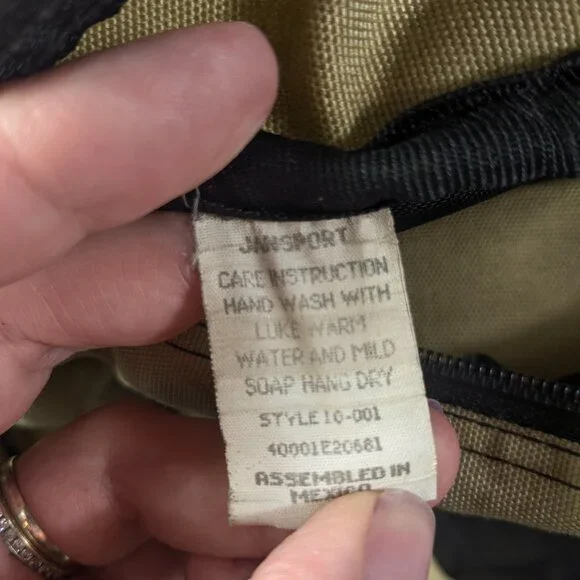 JANSPORT
CARE INSTRUCTION
HAND WASH WITH
LUKE WARM
WATER AND MILD
SOAP HANG DRY
STYLE 10-001
40001E20681
ASSEMBLED IN
MEXICO